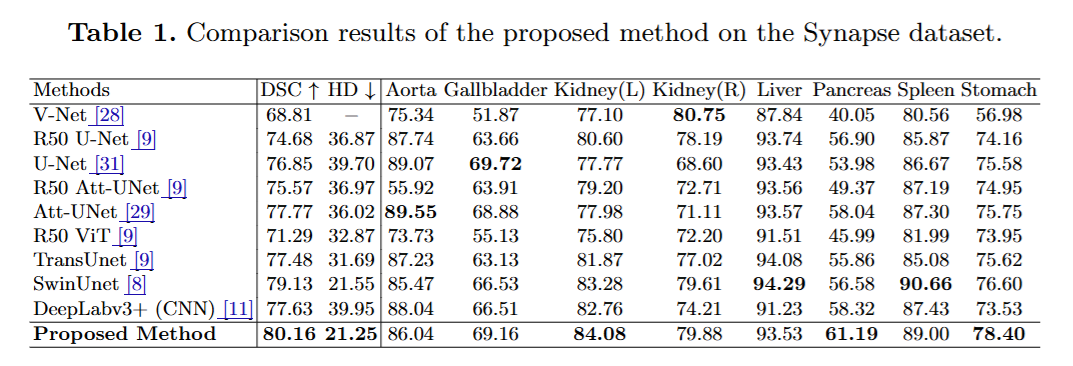 Table 1. Comparison results of the proposed method on the Synapse dataset.
Methods DSC ↑ HD ↓ Aorta Gallbladder Kidney(L) Kidney(R) Liver Pancreas Spleen Stomach
V-Net [28] 68.81 – 75.34 51.87 77.10 80.75 87.84 40.05 80.56 56.98
R50 U-Net [9] 74.68 36.87 87.74 63.66 80.60 78.19 93.74 56.90 85.87 74.16
U-Net [31] 76.85 39.70 89.07 69.72 77.77 68.60 93.43 53.98 86.67 75.58
R50 Att-UNet [9] 75.57 36.97 55.92 63.91 79.20 72.71 93.56 49.37 87.19 74.95
Att-UNet [29] 77.77 36.02 89.55 68.88 77.98 71.11 93.57 58.04 87.30 75.75
R50 ViT [9] 71.29 32.87 73.73 55.13 75.80 72.20 91.51 45.99 81.99 73.95
TransUnet [9] 77.48 31.69 87.23 63.13 81.87 77.02 94.08 55.86 85.08 75.62
SwinUnet [8] 79.13 21.55 85.47 66.53 83.28 79.61 94.29 56.58 90.66 76.60
DeepLabv3+ (CNN) [11] 77.63 39.95 88.04 66.51 82.76 74.21 91.23 58.32 87.43 73.53
Proposed Method 80.16 21.25 86.04 69.16 84.08 79.88 93.53 61.19 89.00 78.40